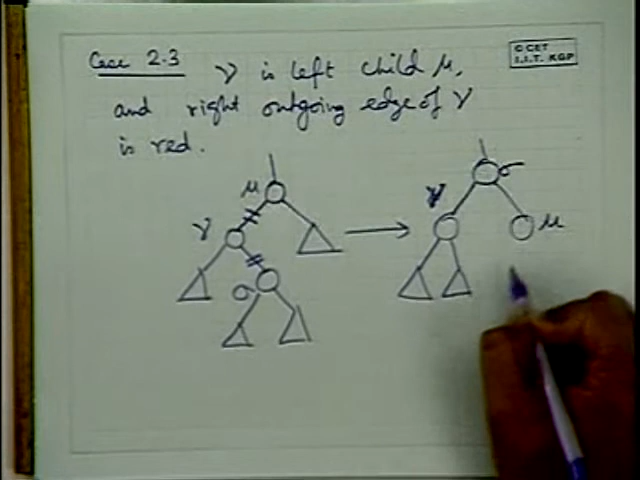 Case 2.3 ν is left child μ,
and right outgoing edge of ν
is red.
© CET
I.I.T. KGP
μ
ν
σ
σ
ν
μ